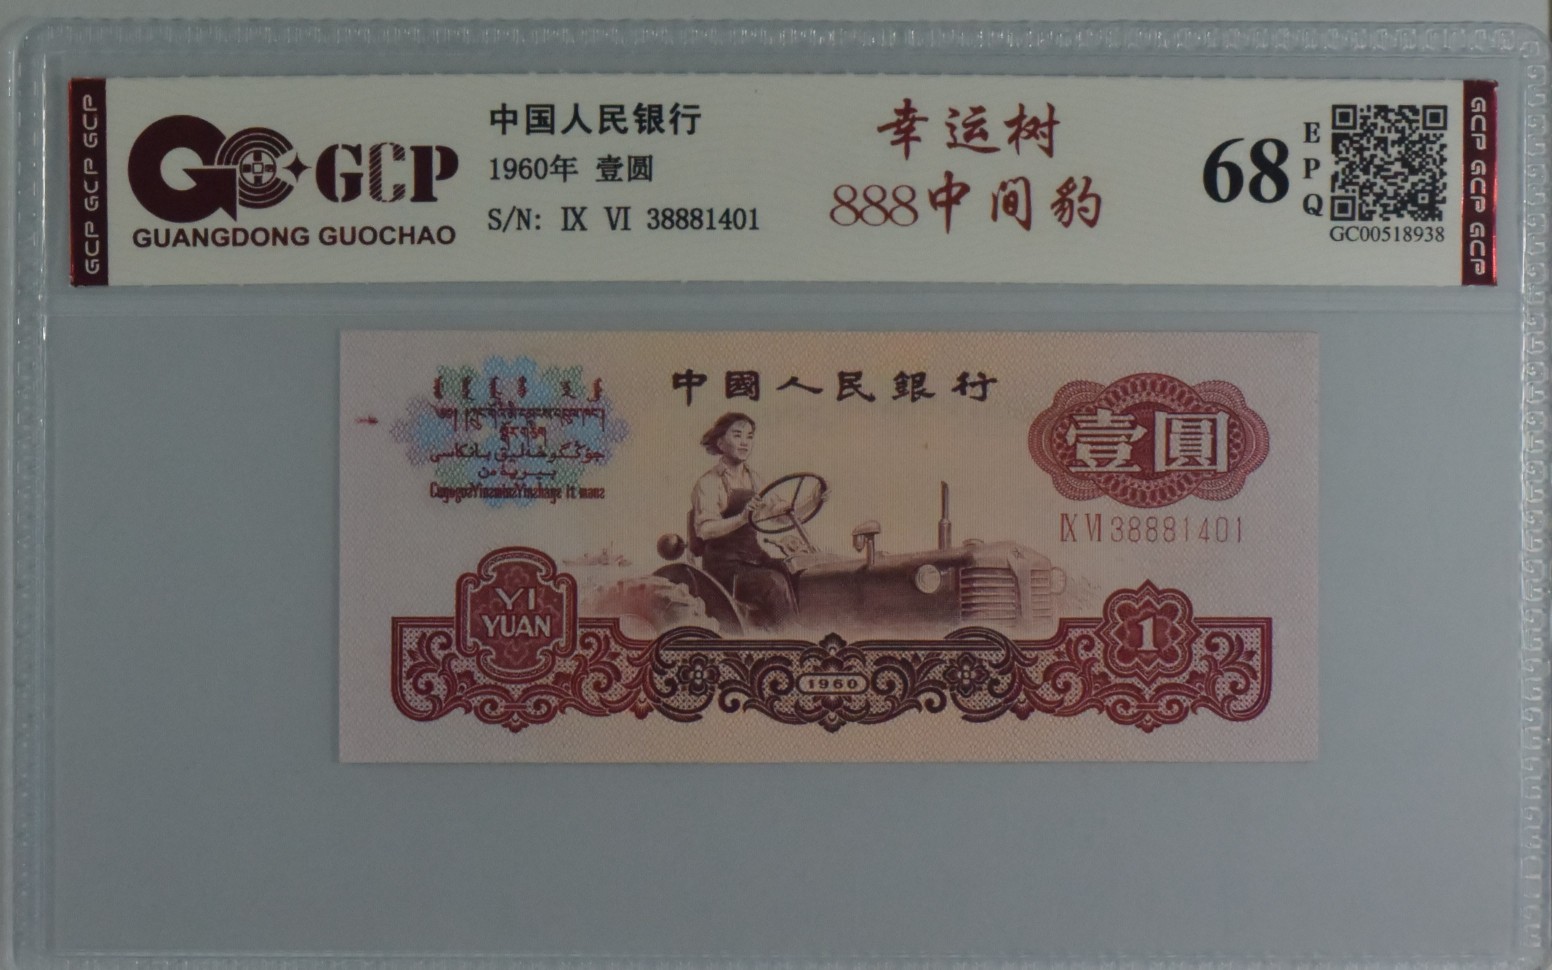 GCP GCP GCP
GCP
GUANGDONG GUOCHAO
中国人民银行
1960年 壹圆
S/N: IX VI 38881401
幸运树
888中间豹
68
E
P
Q
GC00518938
GCP GCP GCP
中國人民銀行
壹圓
IX VI 38881401
YI
YUAN
1960
1